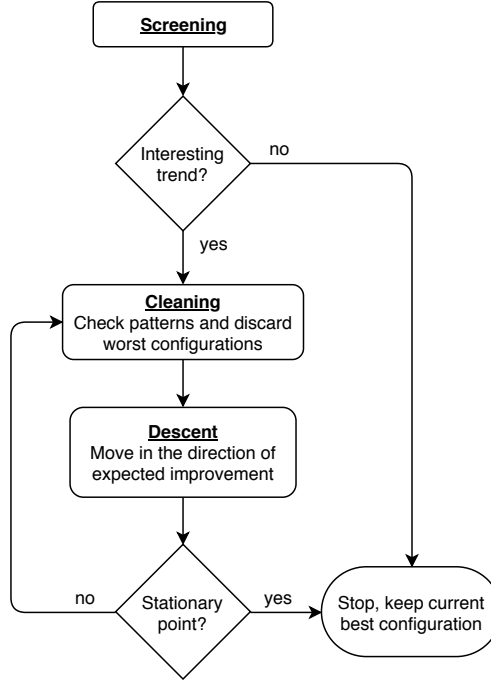 Screening
Interesting
trend?
no
yes
Cleaning
Check patterns and discard
worst configurations
Descent
Move in the direction of
expected improvement
no
Stationary
point?
yes
Stop, keep current
best configuration